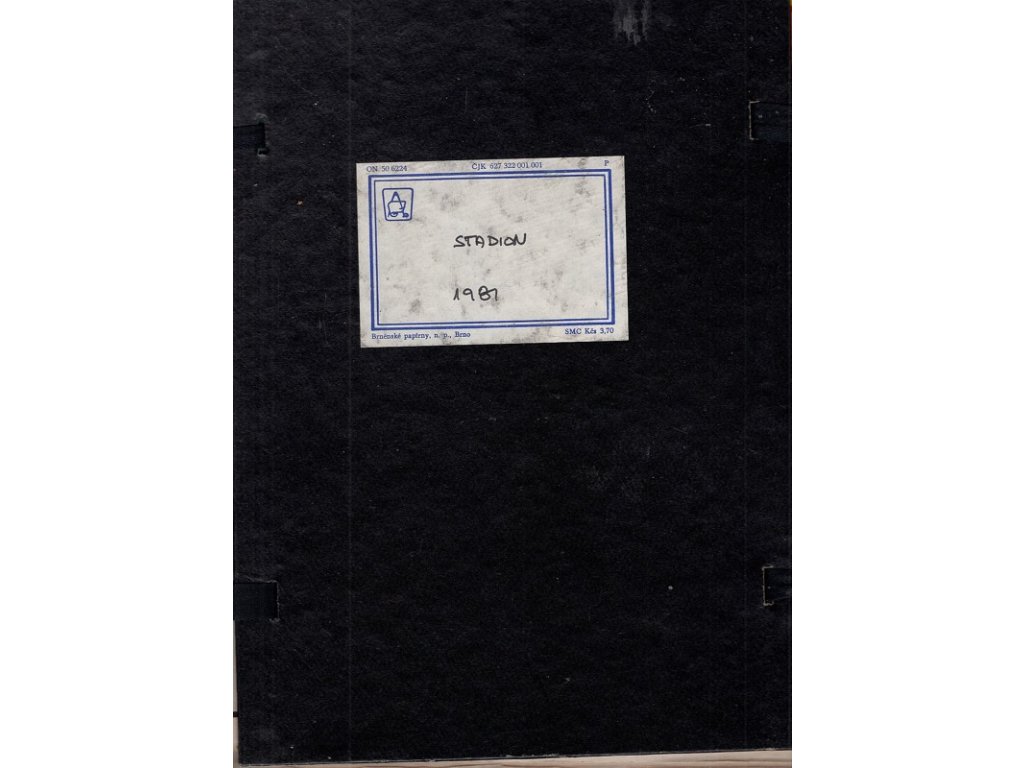 ON 50 6224 ČJK 627 322 001 001 P
STADION
1981
Brněnské papírny, n. p., Brno SMC Kčs 3,70